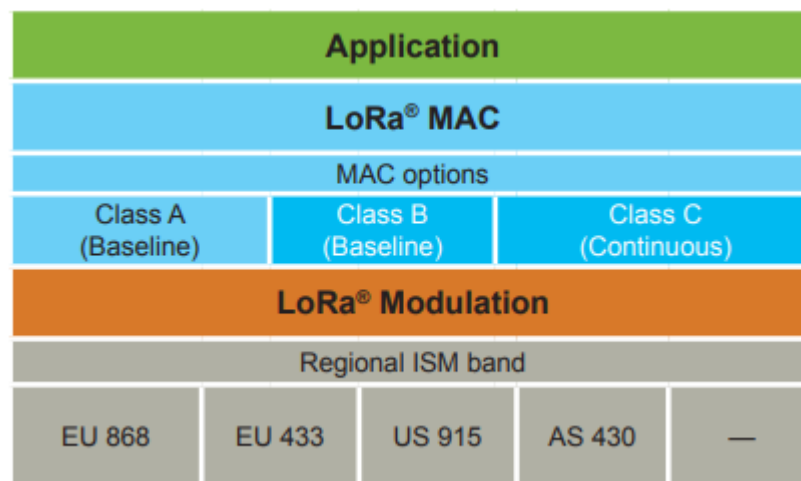 Application
LoRa® MAC
MAC options
Class A
(Baseline)
Class B
(Baseline)
Class C
(Continuous)
LoRa® Modulation
Regional ISM band
EU 868
EU 433
US 915
AS 430
—